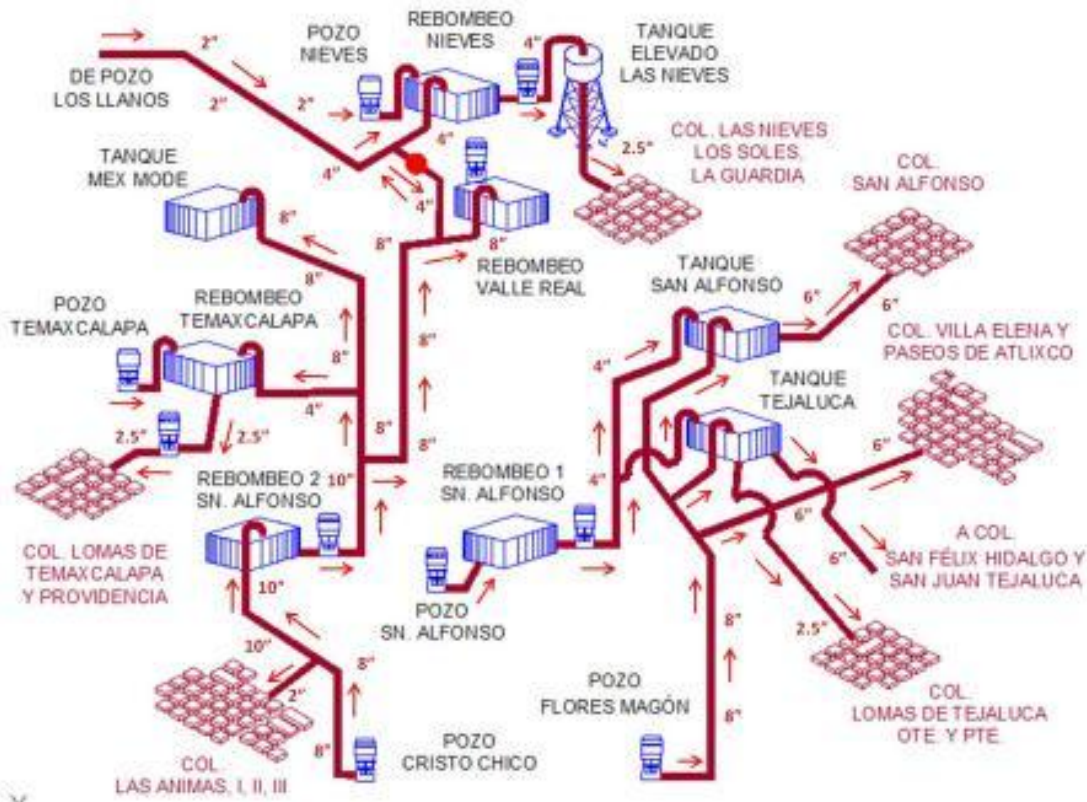 POZO
NIEVES
REBOMBEO
NIEVES
4"
TANQUE
ELEVADO
LAS NIEVES
2"
DE POZO
LOS LLANOS
2"
2"
4"
4"
4"
2.5"
COL. LAS NIEVES
LOS SOLES,
LA GUARDIA
COL.
SAN ALFONSO
TANQUE
MEX MODE
8"
8"
8"
8"
REBOMBEO
VALLE REAL
TANQUE
SAN ALFONSO
6"
6"
POZO
TEMAXCALAPA
REBOMBEO
TEMAXCALAPA
8"
8"
4"
4"
COL. VILLA ELENA Y
PASEOS DE ATLIXCO
TANQUE
TEJALUCA
2.5"
2.5"
8"
8"
6"
REBOMBEO 2
SN. ALFONSO
10"
REBOMBEO 1
SN. ALFONSO
4"
6"
COL. LOMAS DE
TEMAXCALAPA
Y PROVIDENCIA
10"
6"
A COL.
SAN FÉLIX HIDALGO Y
SAN JUAN TEJALUCA
POZO
SN. ALFONSO
10"
8"
8"
2.5"
2"
POZO
FLORES MAGÓN
8"
COL.
LOMAS DE TEJALUCA
OTE. Y PTE.
8"
POZO
CRISTO CHICO
COL.
LAS ANIMAS, I, II, III